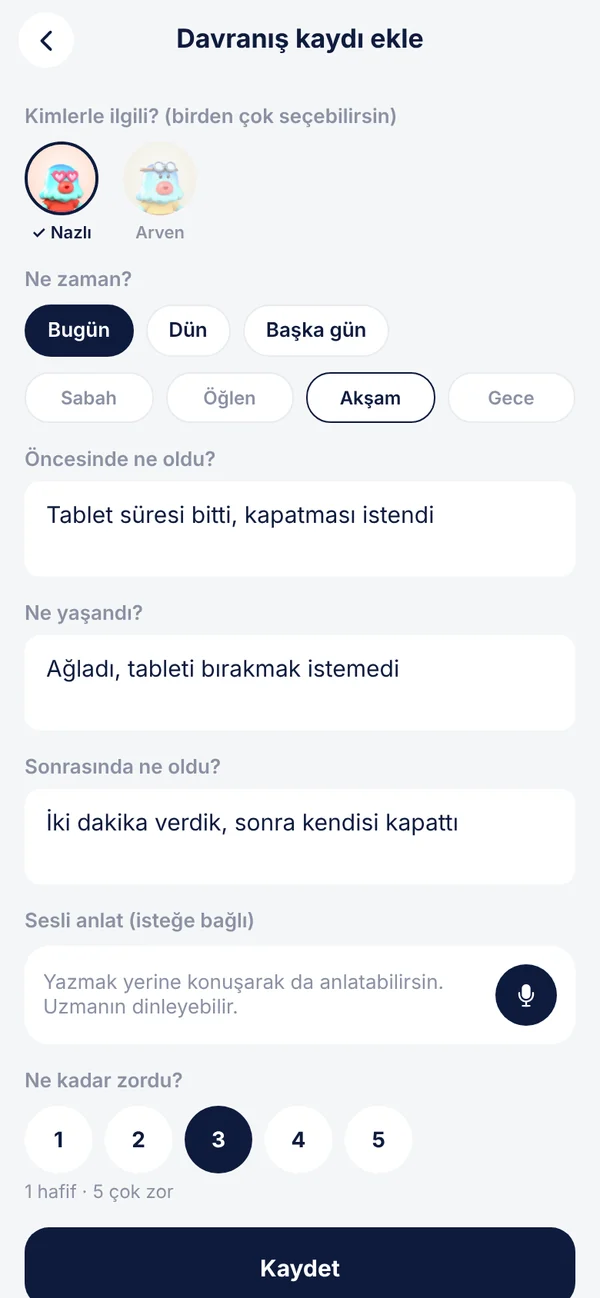 Davranış kaydı ekle
Kimlerle ilgili? (birden çok seçebilirsin)
✓ Nazlı
Arven
Ne zaman?
Bugün
Dün
Başka gün
Sabah
Öğlen
Akşam
Gece
Öncesinde ne oldu?
Tablet süresi bitti, kapatması istendi
Ne yaşandı?
Ağladı, tableti bırakmak istemedi
Sonrasında ne oldu?
İki dakika verdik, sonra kendisi kapattı
Sesli anlat (isteğe bağlı)
Yazmak yerine konuşarak da anlatabilirsin.
Uzmanın dinleyebilir.
Ne kadar zordu?
1
2
3
4
5
1 hafif · 5 çok zor
Kaydet